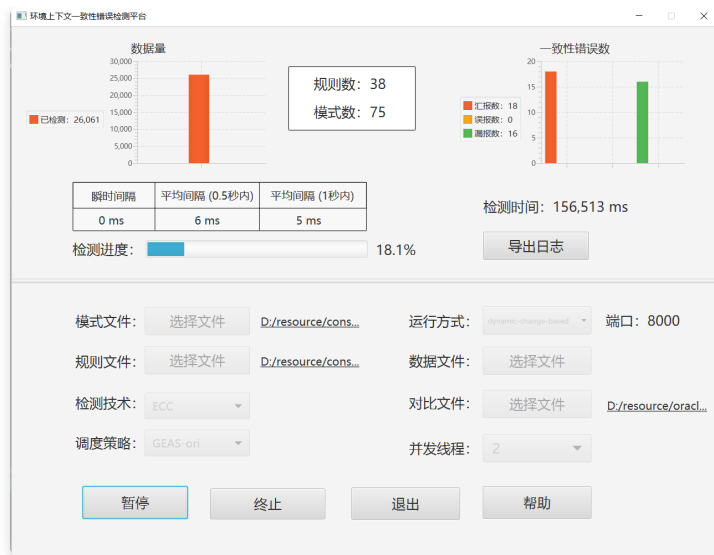 环境上下文一致性错误检测平台
数据量
30,000
25,000
20,000
15,000
10,000
5,000
0
已检测：26,061
规则数：38
模式数：75
一致性错误数
20
15
10
5
0
汇报数：18
误报数：0
漏报数：16
瞬时间隔 平均间隔 (0.5秒内) 平均间隔 (1秒内)
0 ms 6 ms 5 ms
检测进度： 18.1%
检测时间：156,513 ms
导出日志
模式文件： 选择文件 D:/resource/cons...
运行方式： dynamic-change-based 端口：8000
规则文件： 选择文件 D:/resource/cons...
数据文件： 选择文件
检测技术： ECC
对比文件： 选择文件 D:/resource/oracl...
调度策略： GEAS-ori
并发线程： 2
暂停 终止 退出 帮助